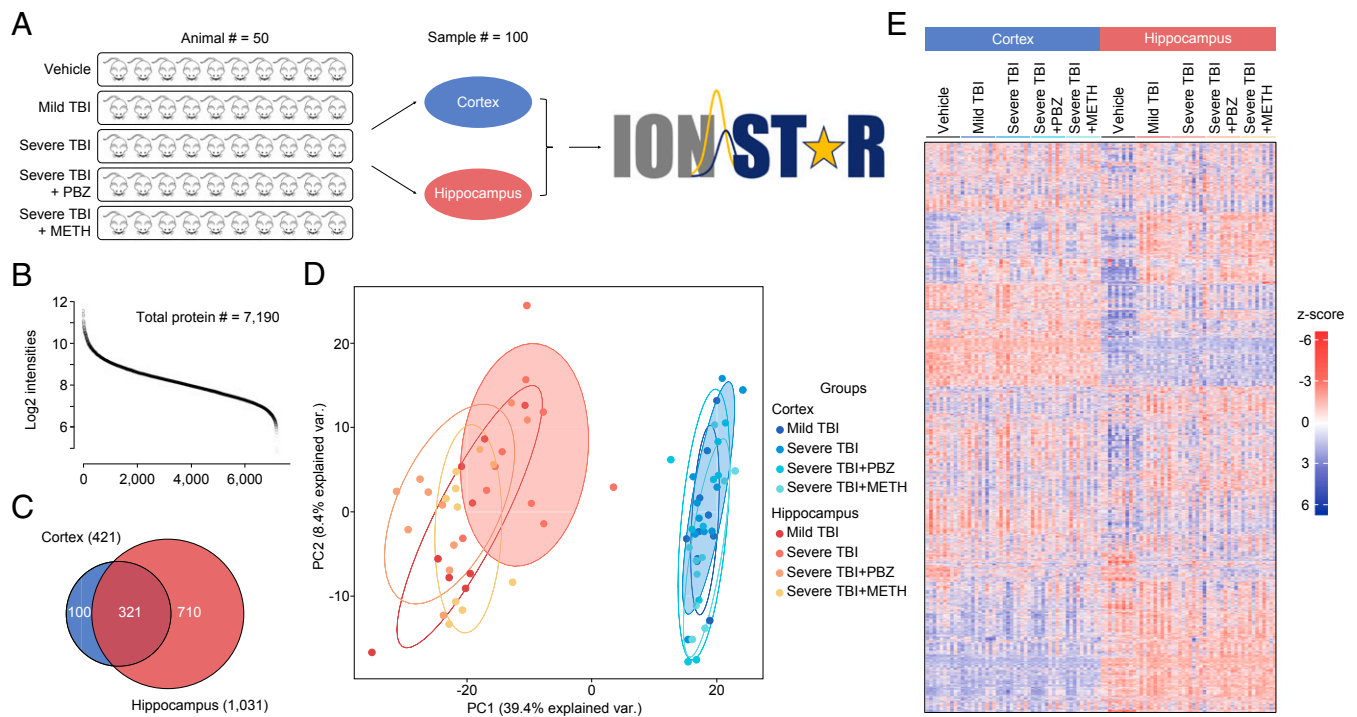 A
Animal # = 50
Sample # = 100
Vehicle
Mild TBI
Severe TBI
Severe TBI
+ PBZ
Severe TBI
+ METH
Cortex
Hippocampus
ION ST★R
B
12
10
8
6
Log2 intensities
Total protein # = 7,190
0
2,000
4,000
6,000
C
Cortex (421)
100
321
710
Hippocampus (1,031)
D
20
10
0
-10
PC2 (8.4% explained var.)
-20
0
20
PC1 (39.4% explained var.)
Groups
Cortex
Mild TBI
Severe TBI
Severe TBI+PBZ
Severe TBI+METH
Hippocampus
Mild TBI
Severe TBI
Severe TBI+PBZ
Severe TBI+METH
E
Cortex
Hippocampus
Vehicle
Mild TBI
Severe TBI
Severe TBI
+PBZ
Severe TBI
+METH
Vehicle
Mild TBI
Severe TBI
Severe TBI
+PBZ
Severe TBI
+METH
z-score
-6
-3
0
3
6